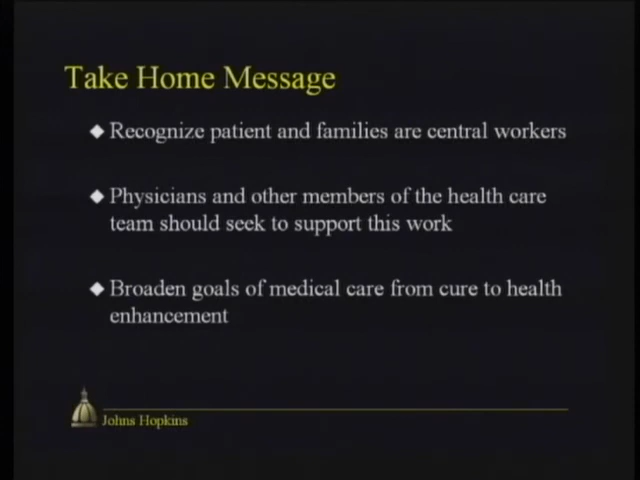 Take Home Message
◆ Recognize patient and families are central workers
◆ Physicians and other members of the health care
team should seek to support this work
◆ Broaden goals of medical care from cure to health
enhancement
Johns Hopkins